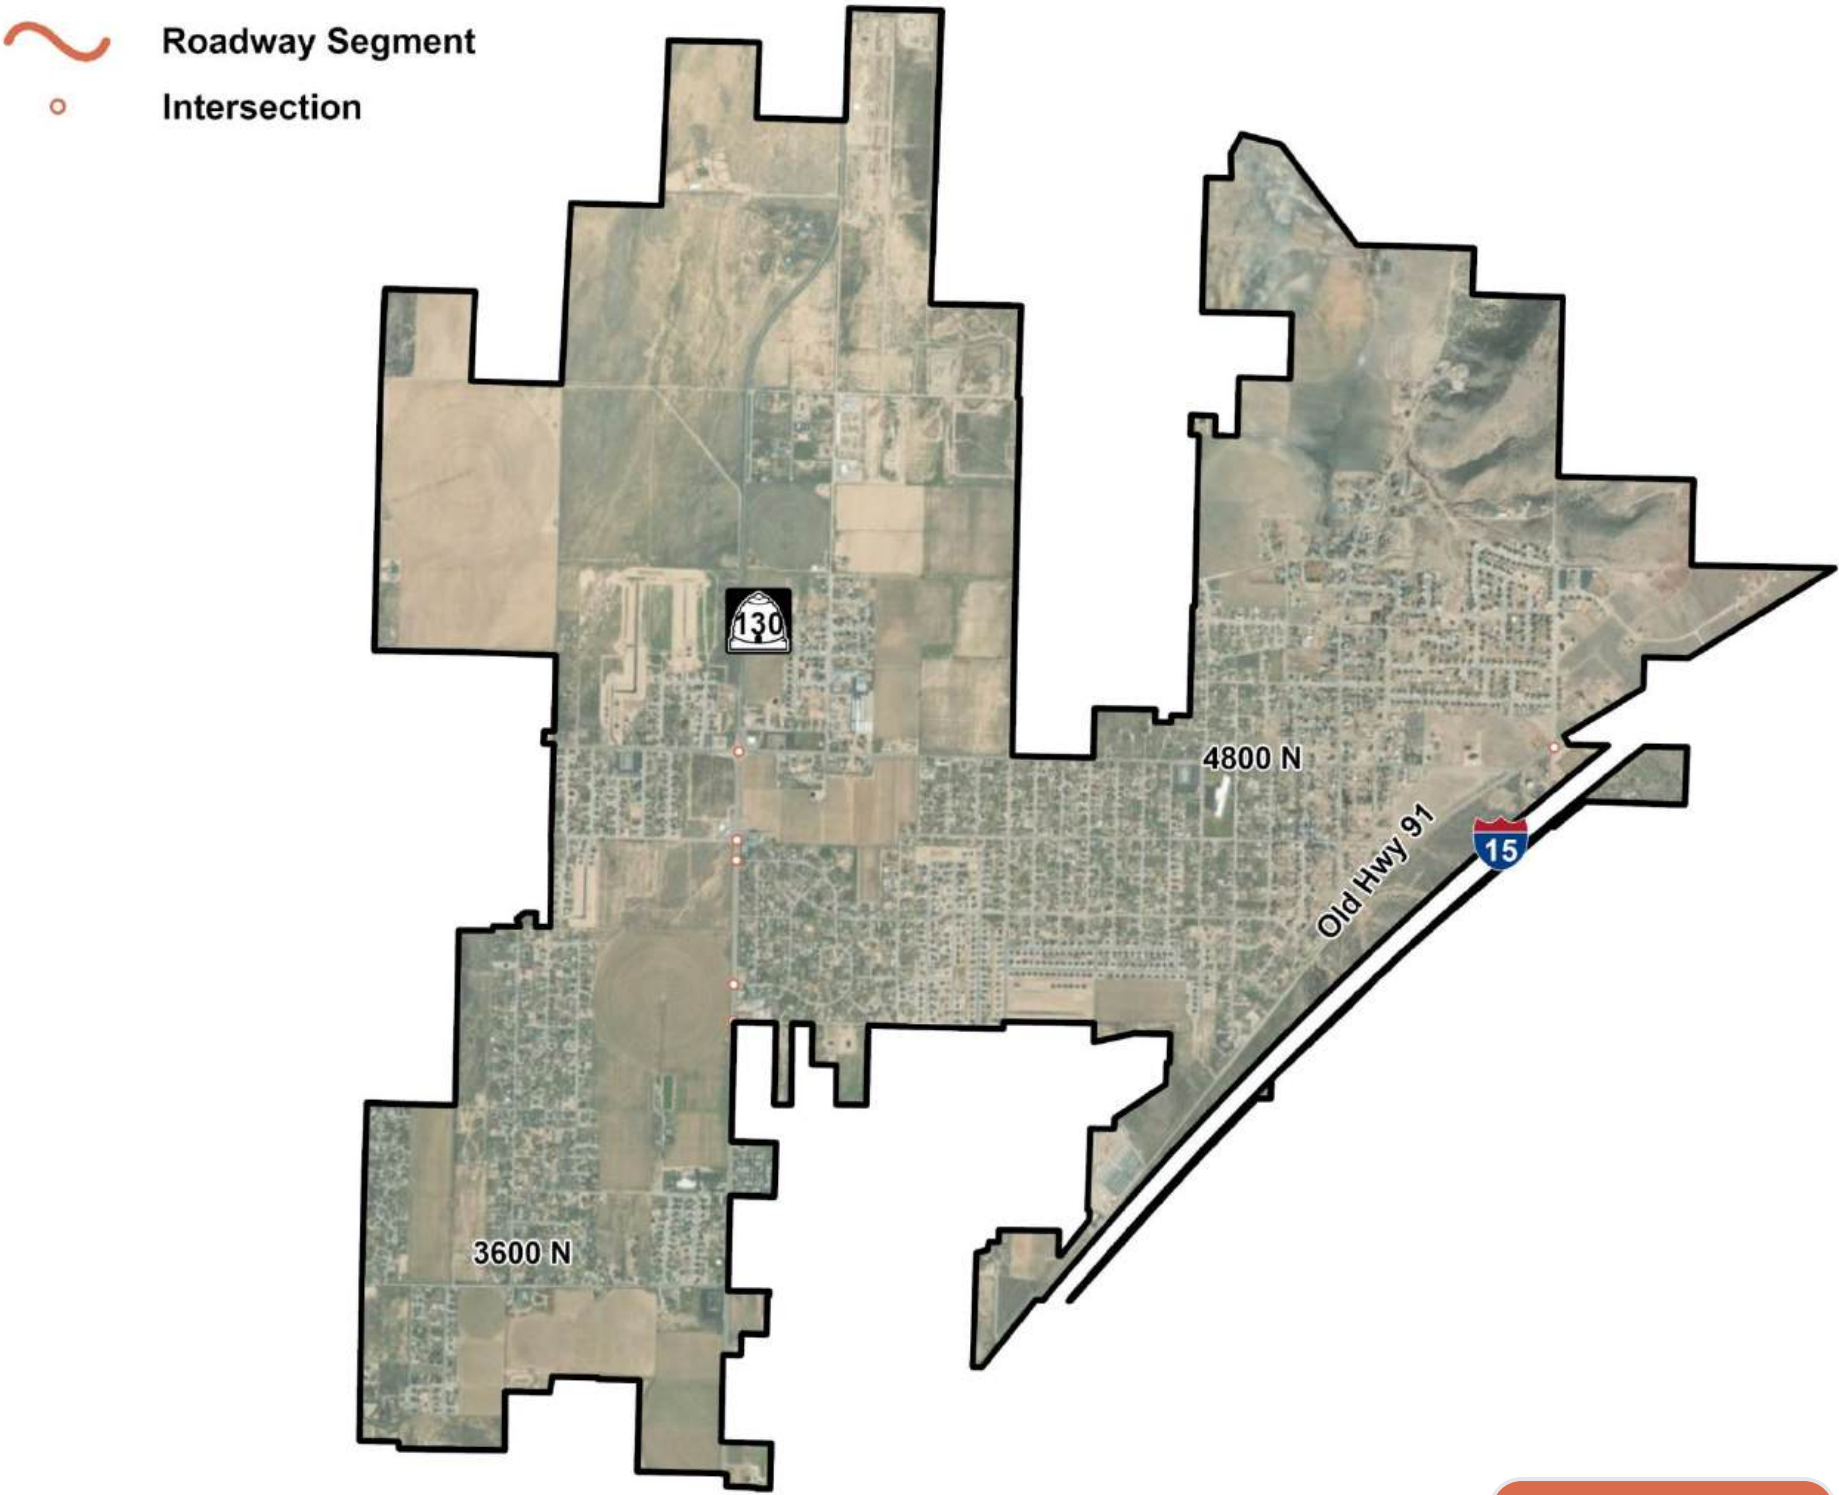 Roadway Segment
Intersection
130
4800 N
Old Hwy 91
15
3600 N